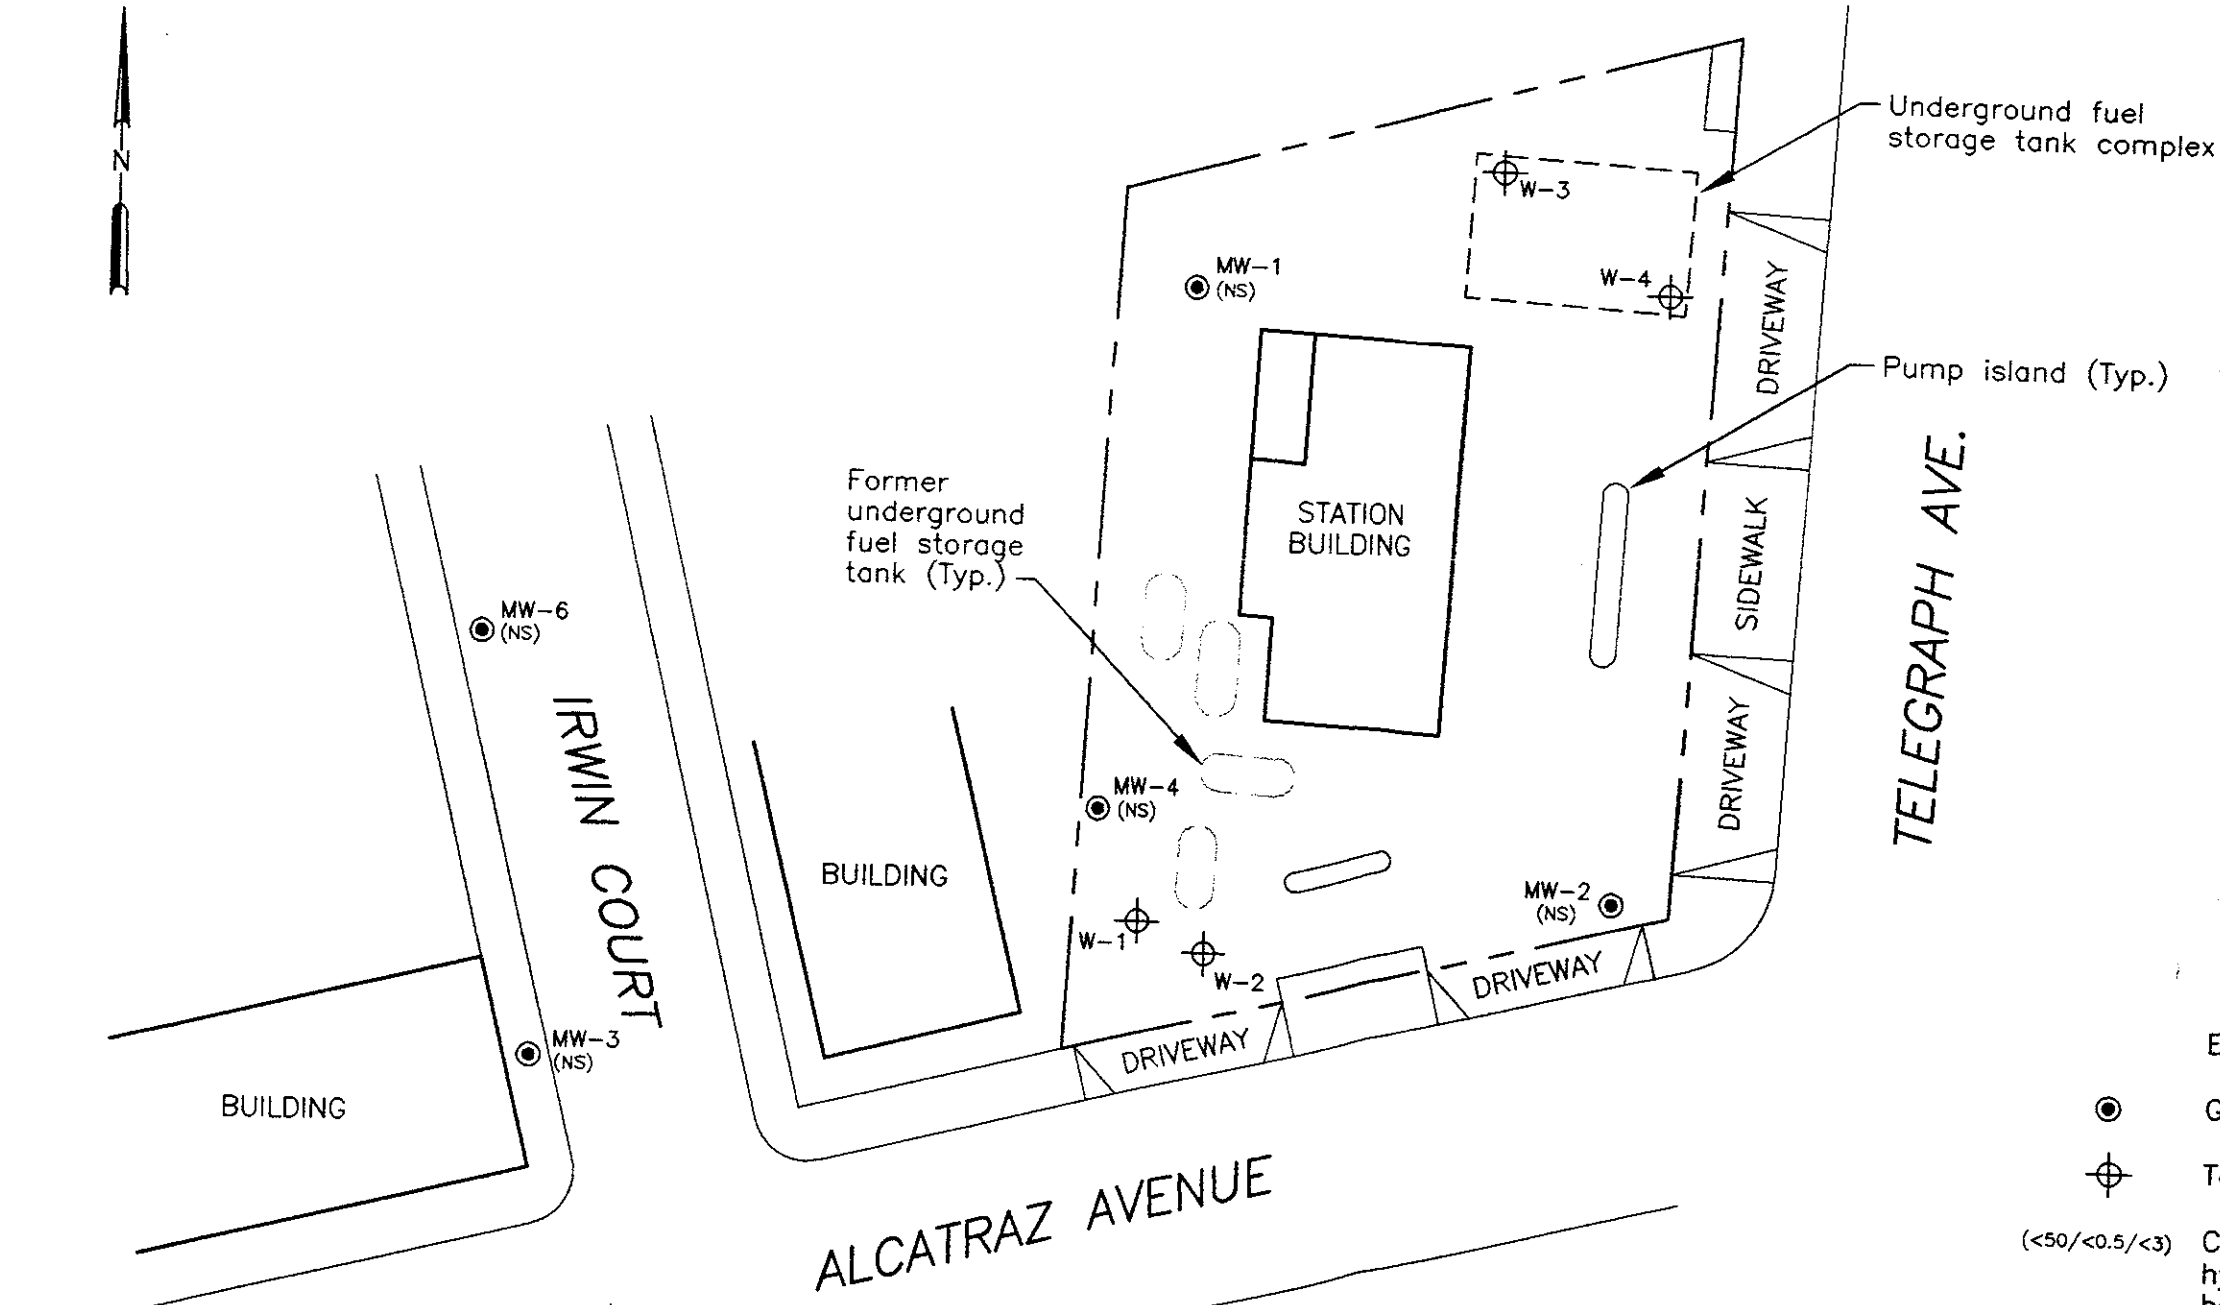 N
Underground fuel
storage tank complex
W-3
W-4
MW-1
(NS)
DRIVEWAY
Pump island (Typ.)
Former
underground
fuel storage
tank (Typ.)
STATION
BUILDING
SIDEWALK
TELEGRAPH AVE.
MW-6
(NS)
IRWIN COURT
DRIVEWAY
MW-4
(NS)
BUILDING
MW-2
(NS)
W-1
W-2
DRIVEWAY
DRIVEWAY
MW-3
(NS)
BUILDING
ALCATRAZ AVENUE
(<50/<0.5/<3)